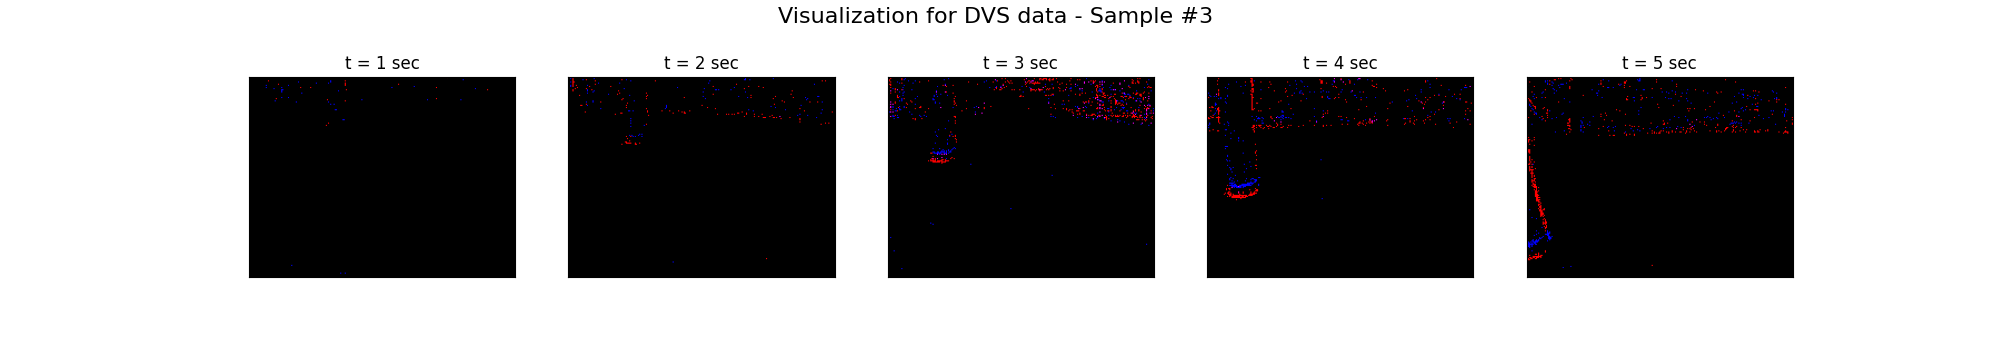 Visualization for DVS data - Sample #3
t = 1 sec
t = 2 sec
t = 3 sec
t = 4 sec
t = 5 sec